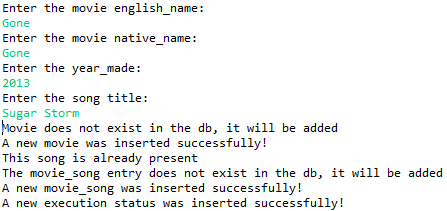 Enter the movie english_name:
Gone
Enter the movie native_name:
Gone
Enter the year_made:
2013
Enter the song title:
Sugar Storm
Movie does not exist in the db, it will be added
A new movie was inserted successfully!
This song is already present
The movie_song entry does not exist in the db, it will be added
A new movie_song was inserted successfully!
A new execution status was inserted successfully!